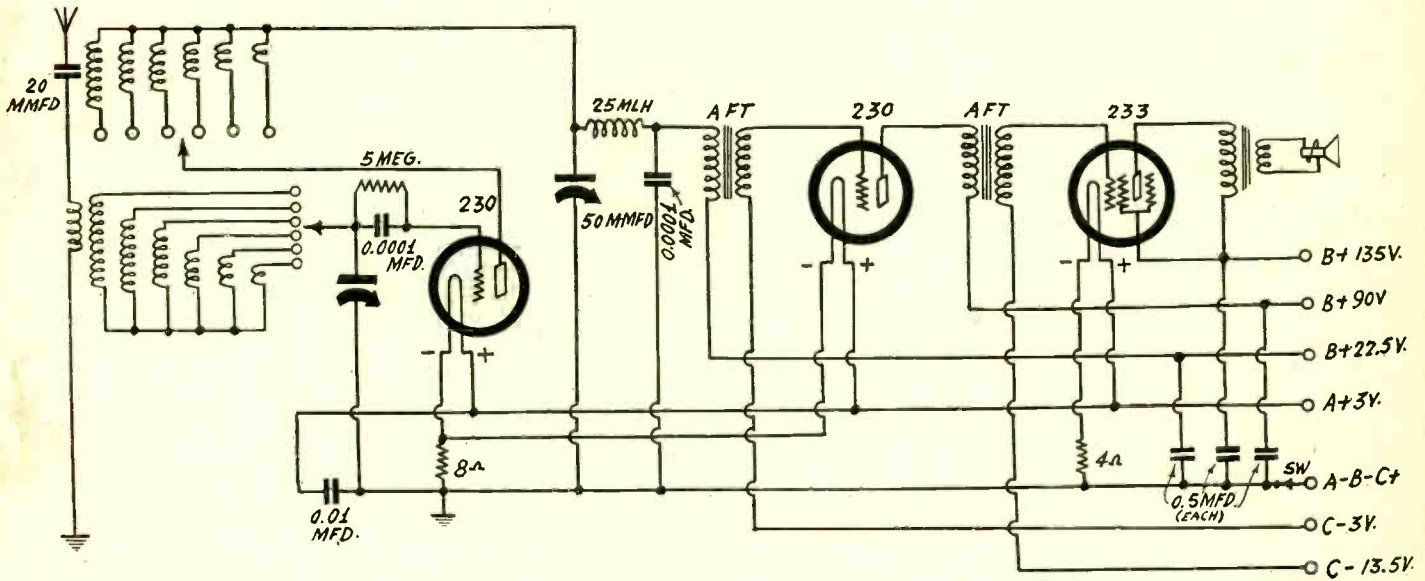 20
MMFD
5 MEG.
0.0001
MFD.
230
0.01
MFD.
-
+
8Ω
25 MLH
50 MMFD
0.0001
MFD.
AFT
230
-
+
AFT
233
-
+
4Ω
0.5 MFD.
(EACH)
SW
B+ 135V.
B+ 90V
B+ 22.5V.
A+ 3V.
A-B-C+
C- 3V.
C- 13.5V.